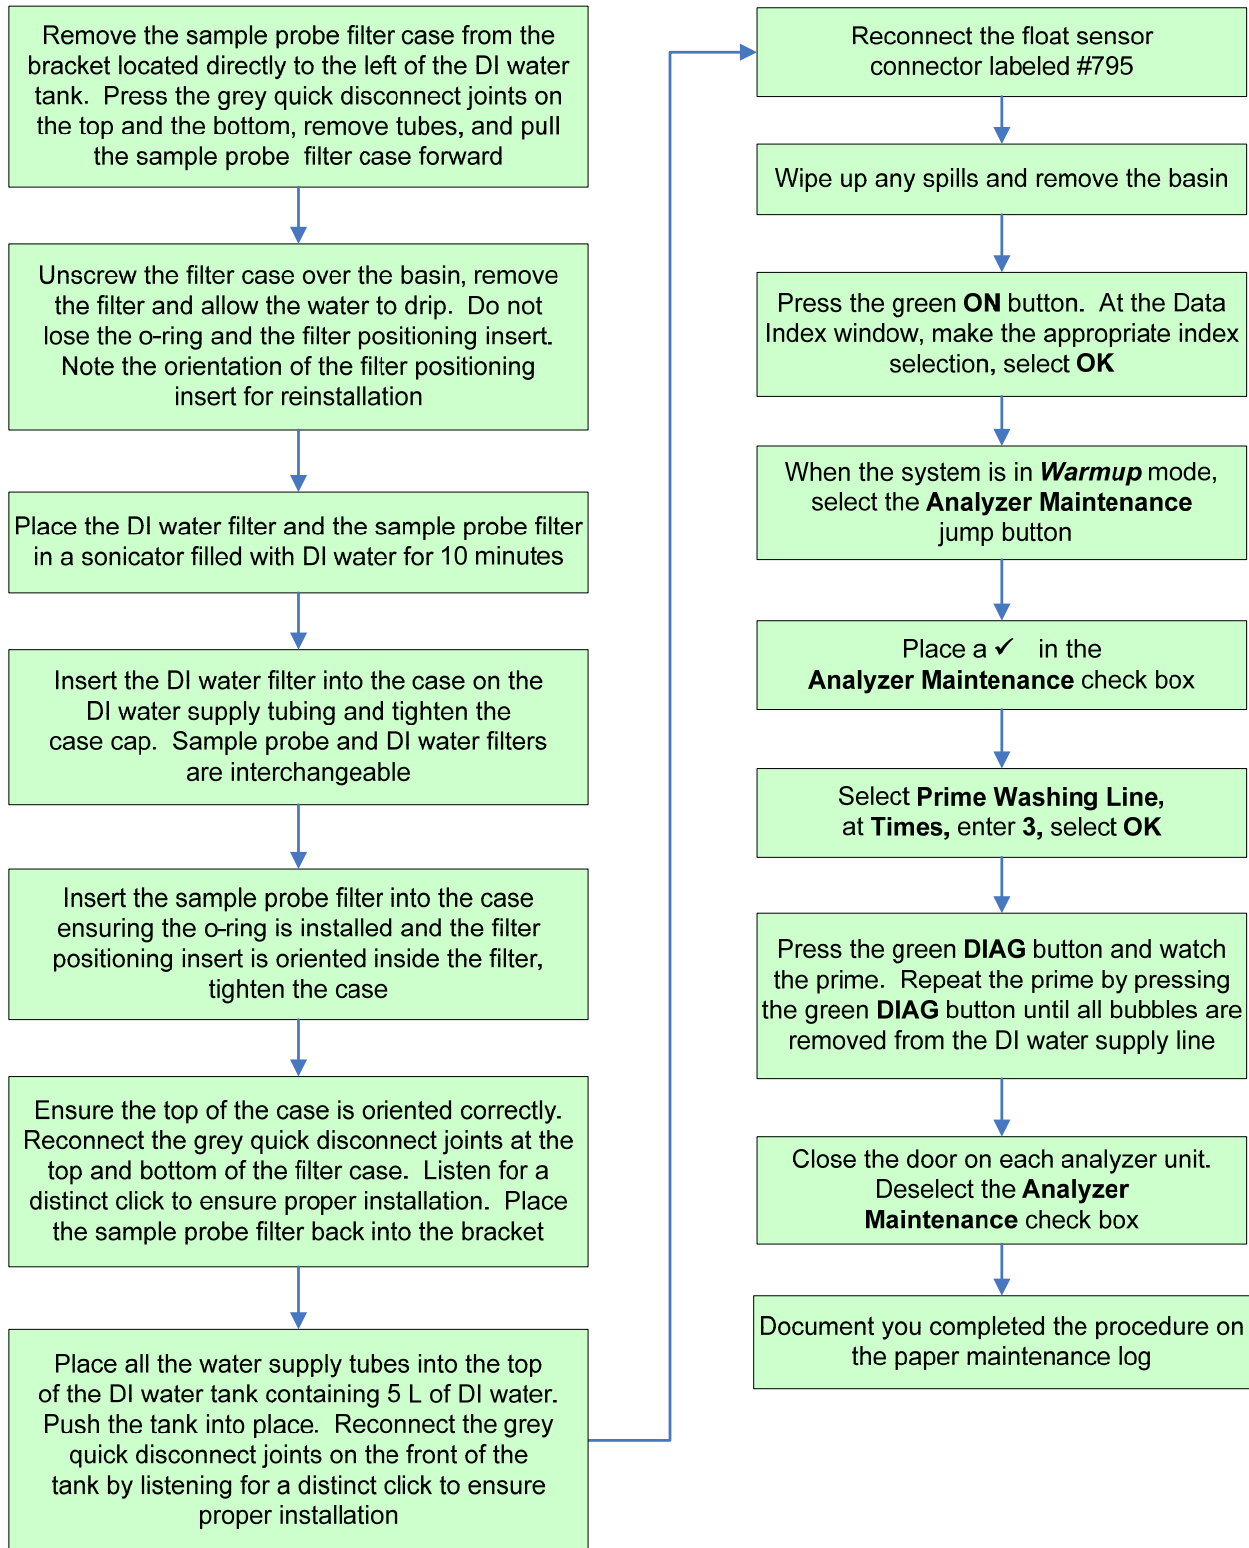 Remove the sample probe filter case from the
bracket located directly to the left of the DI water
tank.  Press the grey quick disconnect joints on
the top and the bottom, remove tubes, and pull
the sample probe  filter case forward
Unscrew the filter case over the basin, remove
the filter and allow the water to drip.  Do not
lose the o-ring and the filter positioning insert.
Note the orientation of the filter positioning
insert for reinstallation
Place the DI water filter and the sample probe filter
in a sonicator filled with DI water for 10 minutes
Insert the DI water filter into the case on the
DI water supply tubing and tighten the
case cap.  Sample probe and DI water filters
are interchangeable
Insert the sample probe filter into the case
ensuring the o-ring is installed and the filter
positioning insert is oriented inside the filter,
tighten the case
Ensure the top of the case is oriented correctly.
Reconnect the grey quick disconnect joints at the
top and bottom of the filter case.  Listen for a
distinct click to ensure proper installation.  Place
the sample probe filter back into the bracket
Place all the water supply tubes into the top
of the DI water tank containing 5 L of DI water.
Push the tank into place.  Reconnect the grey
quick disconnect joints on the front of the
tank by listening for a distinct click to ensure
proper installation
Reconnect the float sensor
connector labeled #795
Wipe up any spills and remove the basin
Press the green ON button.  At the Data
Index window, make the appropriate index
selection, select OK
When the system is in Warmup mode,
select the Analyzer Maintenance
jump button
Place a ✓ in the
Analyzer Maintenance check box
Select Prime Washing Line,
at Times, enter 3, select OK
Press the green DIAG button and watch
the prime.  Repeat the prime by pressing
the green DIAG button until all bubbles are
removed from the DI water supply line
Close the door on each analyzer unit.
Deselect the Analyzer
Maintenance check box
Document you completed the procedure on
the paper maintenance log